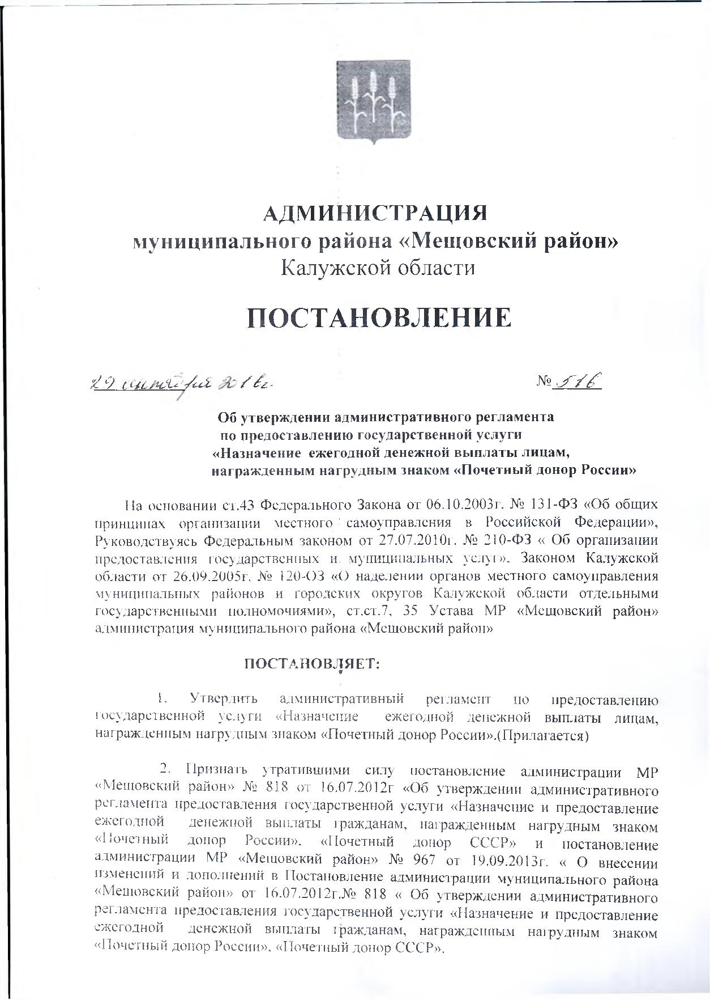 АДМИНИСТРАЦИЯ
муниципального района «Мещовский район»
Калужской области
ПОСТАНОВЛЕНИЕ
29 сентября 2016г.
№ 516
Об утверждении административного регламента
по предоставлению государственной услуги
«Назначение ежегодной денежной выплаты лицам,
награжденным нагрудным знаком «Почетный донор России»
На основании ст.43 Федерального Закона от 06.10.2003г. № 131-ФЗ «Об общих
принципах организации местного самоуправления в Российской Федерации»,
Руководствуясь Федеральным законом от 27.07.2010г. № 210-ФЗ « Об организации
предоставления государственных и муниципальных услуг». Законом Калужской
области от 26.09.2005г. № 120-ОЗ «О наделении органов местного самоуправления
муниципальных районов и городских округов Калужской области отдельными
государственными полномочиями», ст.ст.7, 35 Устава МР «Мещовский район»
администрация муниципального района «Мещовский район»
ПОСТАНОВЛЯЕТ:
1. Утвердить административный регламент по предоставлению
государственной услуги «Назначение ежегодной денежной выплаты лицам,
награжденным нагрудным знаком «Почетный донор России».(Прилагается)
2. Признать утратившими силу постановление администрации МР
«Мещовский район» № 818 от 16.07.2012г «Об утверждении административного
регламента предоставления государственной услуги «Назначение и предоставление
ежегодной денежной выплаты гражданам, награжденным нагрудным знаком
«Почетный донор России». «Почетный донор СССР» и постановление
администрации МР «Мещовский район» № 967 от 19.09.2013г. « О внесении
изменений и дополнений в Постановление администрации муниципального района
«Мещовский район» от 16.07.2012г.№ 818 « Об утверждении административного
регламента предоставления государственной услуги «Назначение и предоставление
ежегодной денежной выплаты гражданам, награжденным нагрудным знаком
«Почетный донор России», «Почетный донор СССР».